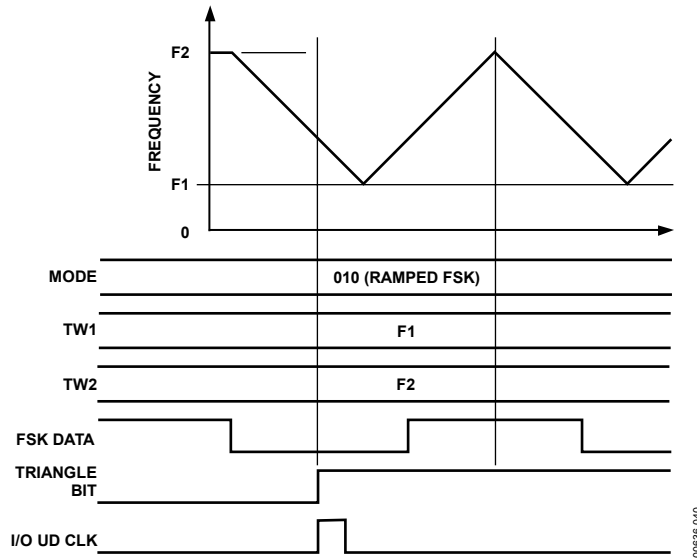 F2
FREQUENCY
F1
0
MODE
010 (RAMPED FSK)
TW1
F1
TW2
F2
FSK DATA
TRIANGLE
BIT
I/O UD CLK